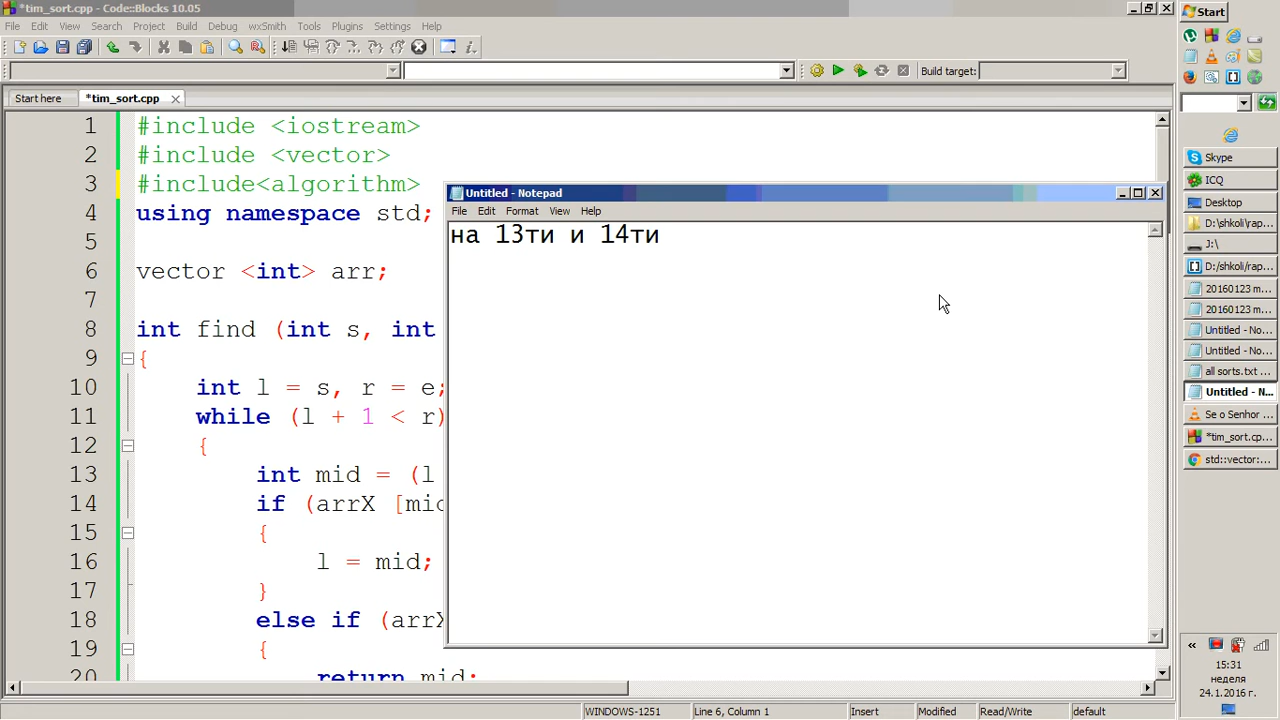 *tim_sort.cpp - Code::Blocks 10.05
File Edit View Search Project Build Debug wxSmith Tools Plugins Settings Help
Build target:
Start here *tim_sort.cpp
1 #include <iostream>
2 #include <vector>
3 #include<algorithm>
4 using namespace std;
5
6 vector <int> arr;
7
8 int find (int s, int
9 {
10 int l = s, r = e;
11 while (l + 1 < r)
12 {
13 int mid = (l
14 if (arrX [mid
15 {
16 l = mid;
17 }
18 else if (arrX
19 {
20 return mid;
Untitled - Notepad
File Edit Format View Help
на 13ти и 14ти
WINDOWS-1251 Line 6, Column 1 Insert Modified Read/Write default
Start
Skype
ICQ
Desktop
D:\shkoli\rap...
J:\
D:/shkoli/rap...
20160123 m...
20160123 m...
Untitled - No...
Untitled - No...
all sorts.txt ...
Untitled - N...
Se o Senhor ...
*tim_sort.cp...
std::vector:...
15:31
неделя
24.1.2016 г.